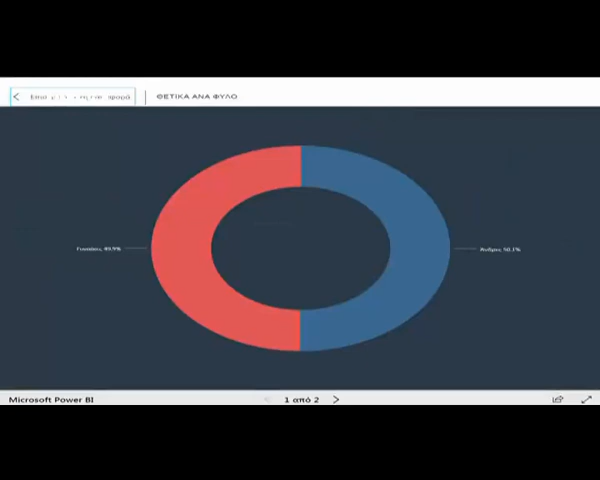 ΘΕΤΙΚΑ ΑΝΑ ΦΥΛΟ
Γυναίκες, 49.9%
Άνδρες, 50.1%
Microsoft Power BI
1 από 2